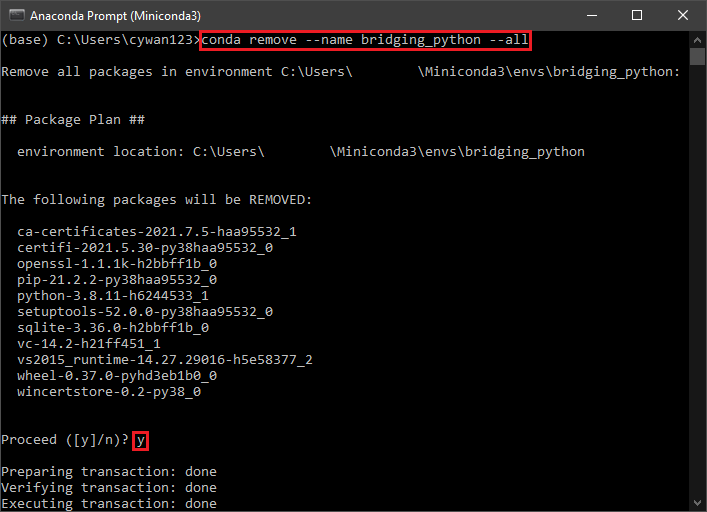 Anaconda Prompt (Miniconda3)
(base) C:\Users\cywan123>conda remove --name bridging_python --all
Remove all packages in environment C:\Users\        \Miniconda3\envs\bridging_python:
## Package Plan ##
environment location: C:\Users\        \Miniconda3\envs\bridging_python
The following packages will be REMOVED:
ca-certificates-2021.7.5-haa95532_1
certifi-2021.5.30-py38haa95532_0
openssl-1.1.1k-h2bbff1b_0
pip-21.2.2-py38haa95532_0
python-3.8.11-h6244533_1
setuptools-52.0.0-py38haa95532_0
sqlite-3.36.0-h2bbff1b_0
vc-14.2-h21ff451_1
vs2015_runtime-14.27.29016-h5e58377_2
wheel-0.37.0-pyhd3eb1b0_0
wincertstore-0.2-py38_0
Proceed ([y]/n)? y
Preparing transaction: done
Verifying transaction: done
Executing transaction: done